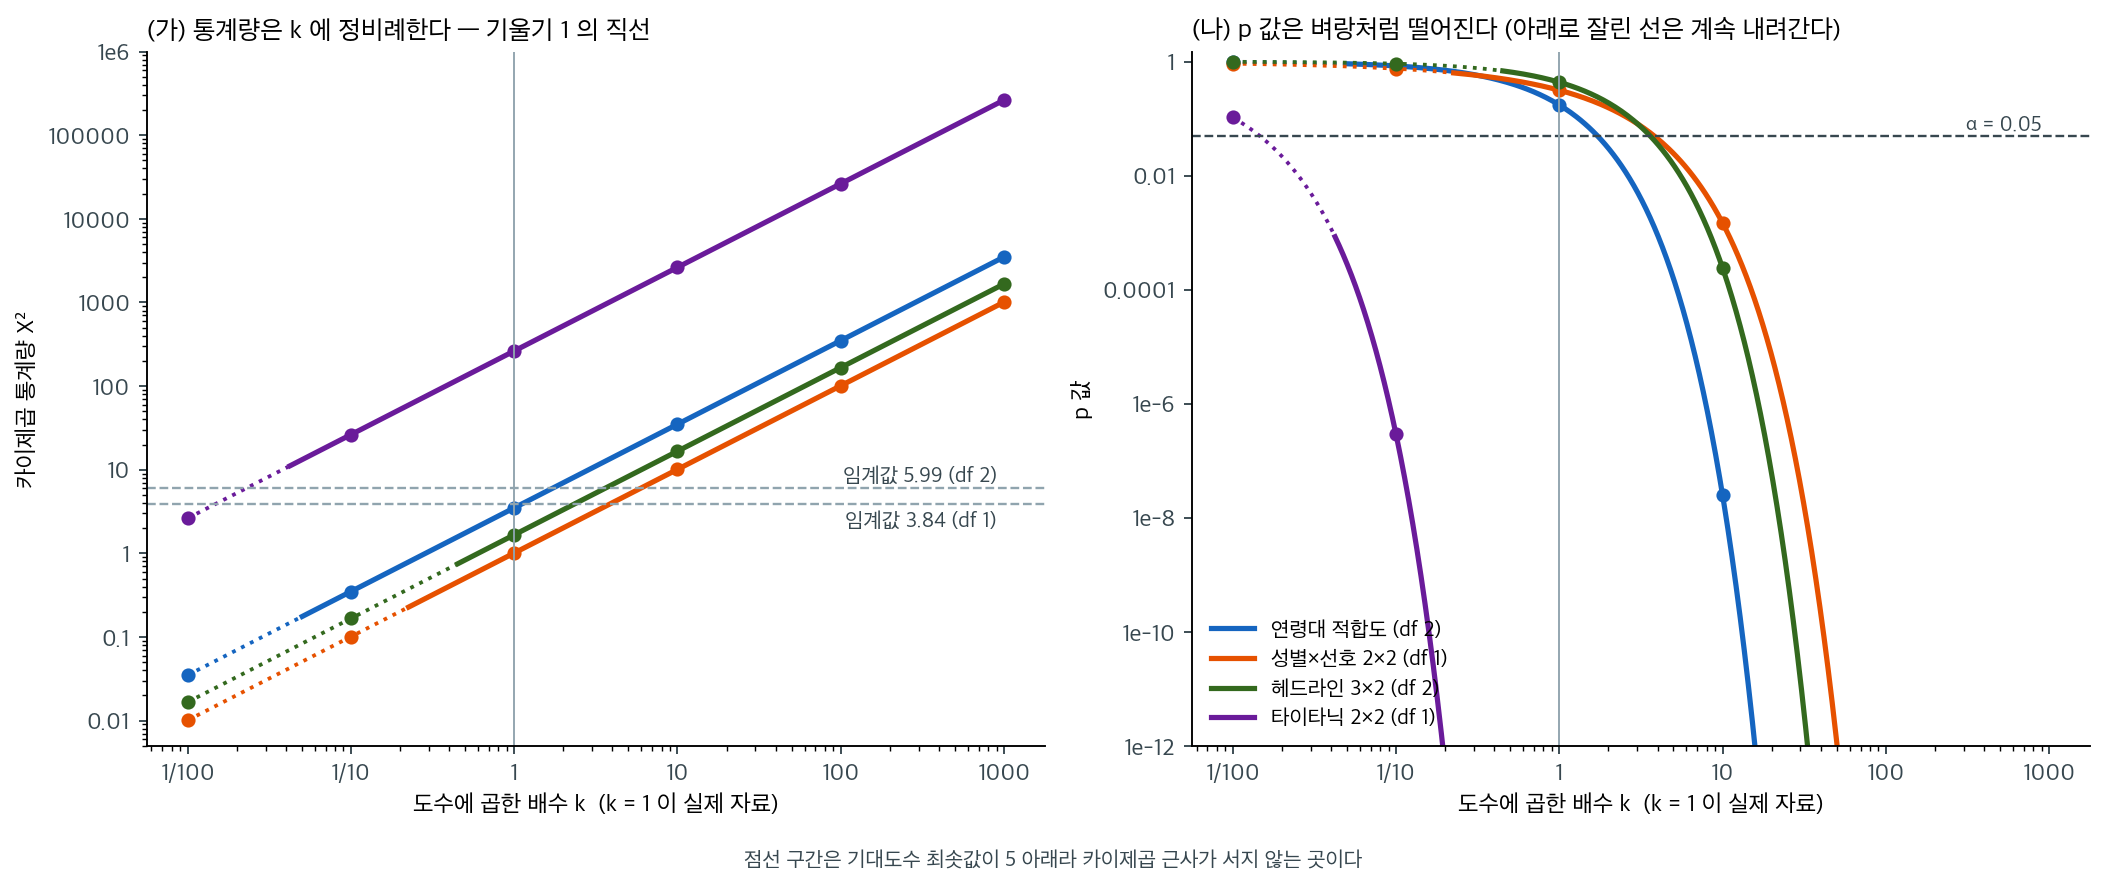 (가) 통계량은 k 에 정비례한다 — 기울기 1 의 직선
1e6
100000
10000
1000
100
10
1
0.1
0.01
카이제곱 통계량 X²
임계값 5.99 (df 2)
임계값 3.84 (df 1)
1/100
1/10
1
10
100
1000
도수에 곱한 배수 k (k = 1 이 실제 자료)
(나) p 값은 벼랑처럼 떨어진다 (아래로 잘린 선은 계속 내려간다)
1
0.01
0.0001
1e-6
1e-8
1e-10
1e-12
p 값
α = 0.05
연령대 적합도 (df 2)
성별×선호 2×2 (df 1)
헤드라인 3×2 (df 2)
타이타닉 2×2 (df 1)
1/100
1/10
1
10
100
1000
도수에 곱한 배수 k (k = 1 이 실제 자료)
점선 구간은 기대도수 최솟값이 5 아래라 카이제곱 근사가 서지 않는 곳이다